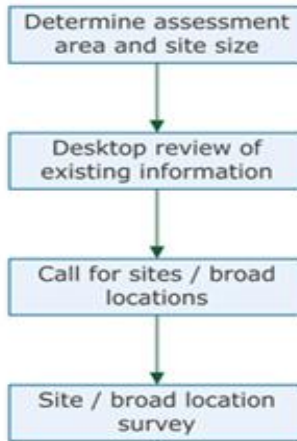 Determine assessment
area and site size
Desktop review of
existing information
Call for sites / broad
locations
Site / broad location
survey